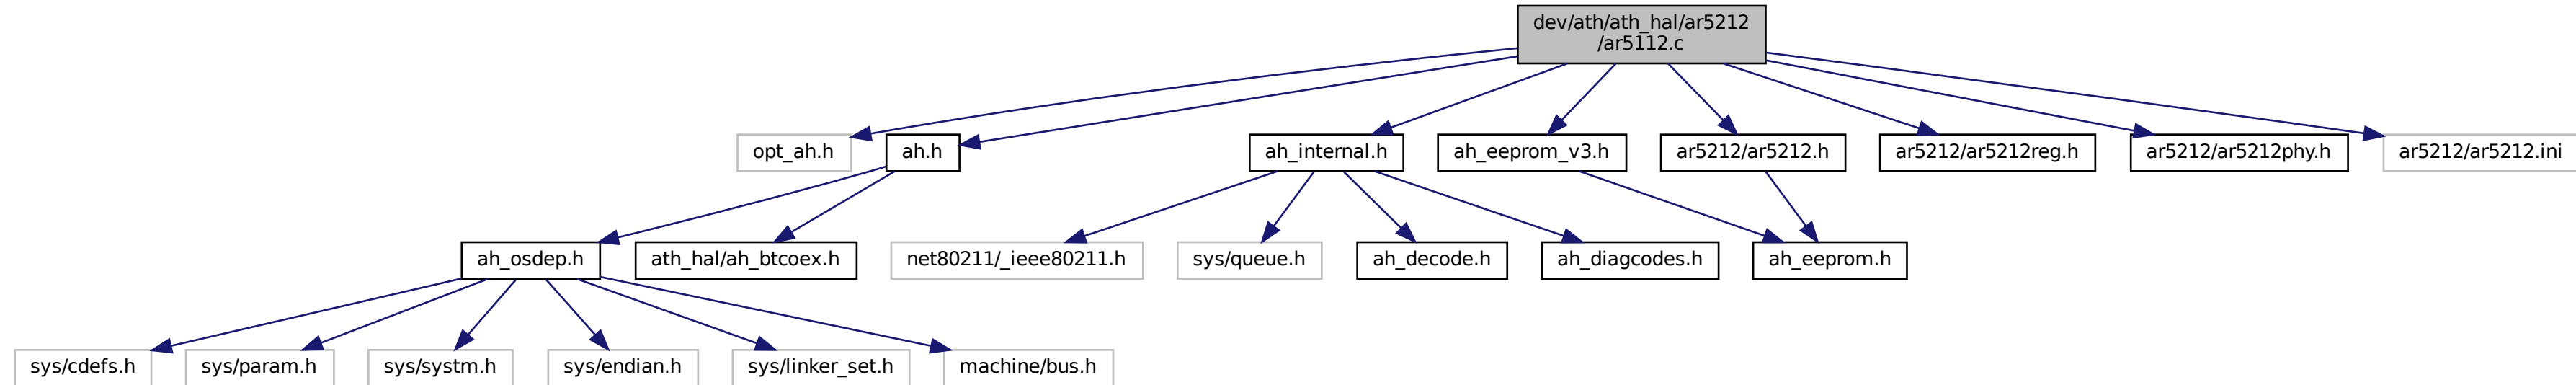 dev/ath/ath_hal/ar5212
/ar5112.c
opt_ah.h
ah.h
ah_internal.h
ah_eeprom_v3.h
ar5212/ar5212.h
ar5212/ar5212reg.h
ar5212/ar5212phy.h
ar5212/ar5212.ini
ah_osdep.h
ath_hal/ah_btcoex.h
net80211/_ieee80211.h
sys/queue.h
ah_decode.h
ah_diagcodes.h
ah_eeprom.h
sys/cdefs.h
sys/param.h
sys/systm.h
sys/endian.h
sys/linker_set.h
machine/bus.h